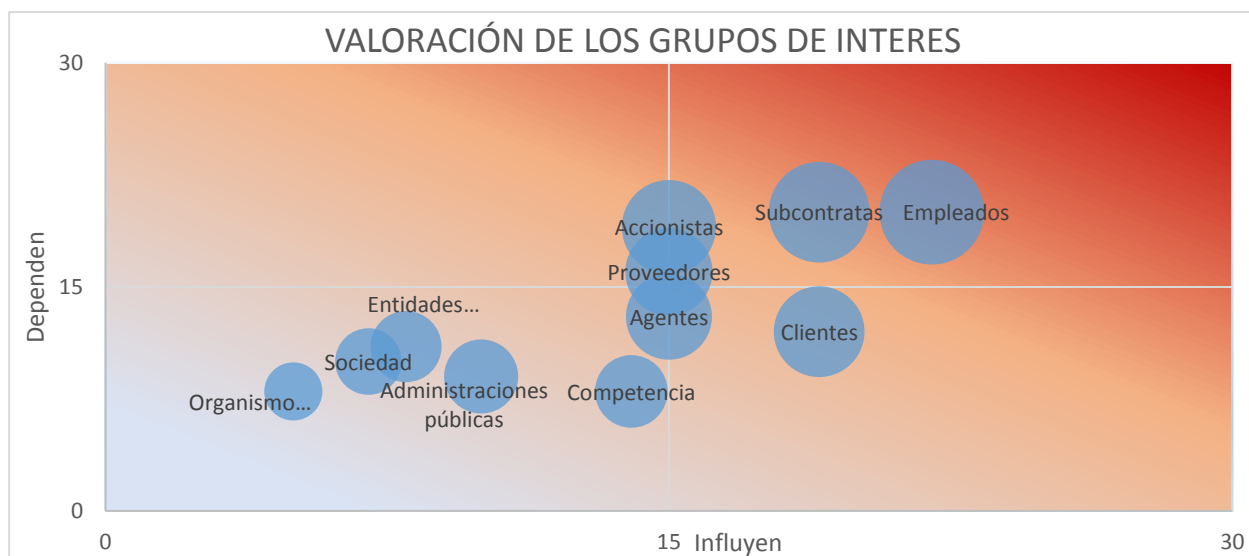 VALORACIÓN DE LOS GRUPOS DE INTERES
30
Dependen
15
0
Accionistas
Subcontratas
Empleados
Proveedores
Entidades...
Agentes
Clientes
Sociedad
Administraciones
públicas
Competencia
Organismo...
0
15
Influyen
30